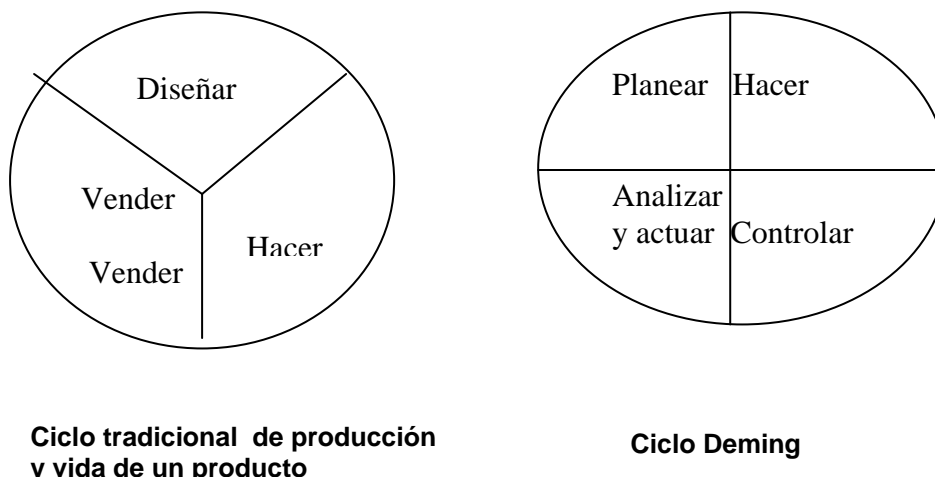 Diseñar
Vender
Vender
Hacer
Planear
Hacer
Analizar
y actuar
Controlar
Ciclo tradicional de producción
y vida de un producto
Ciclo Deming